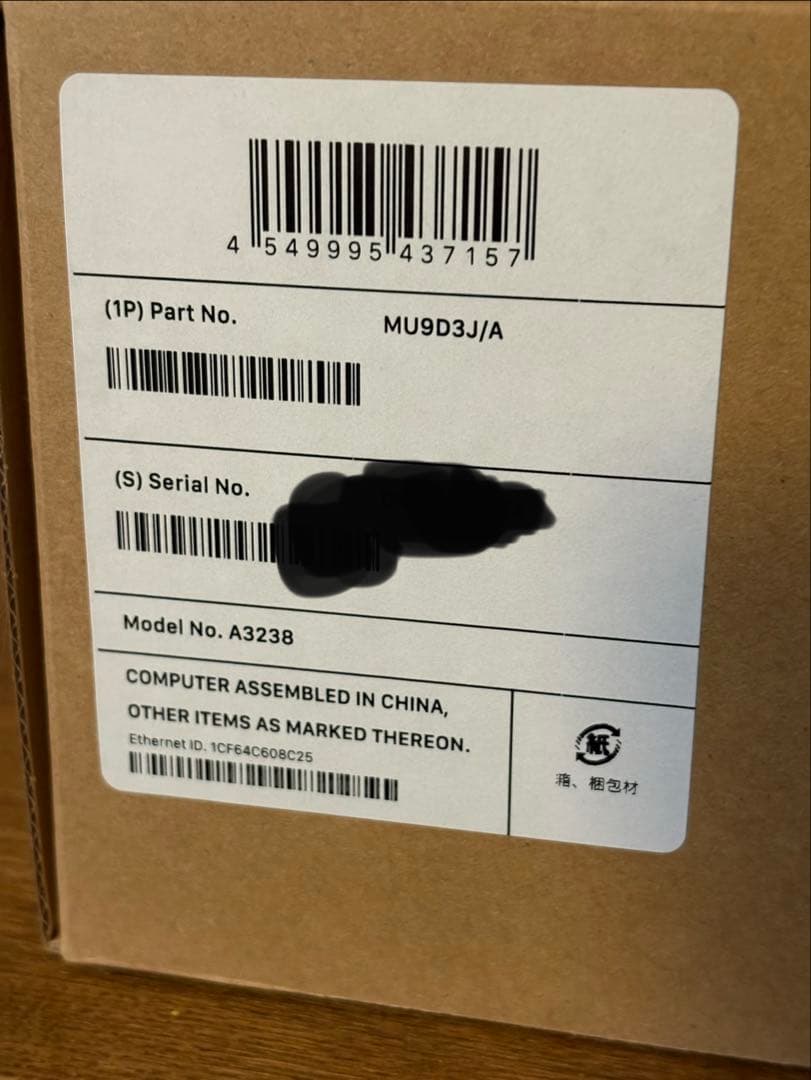 4 549995 437157
(1P) Part No. MU9D3J/A
(S) Serial No.
Model No. A3238
COMPUTER ASSEMBLED IN CHINA,
OTHER ITEMS AS MARKED THEREON.
Ethernet ID. 1CF64C608C25
紙
箱、梱包材